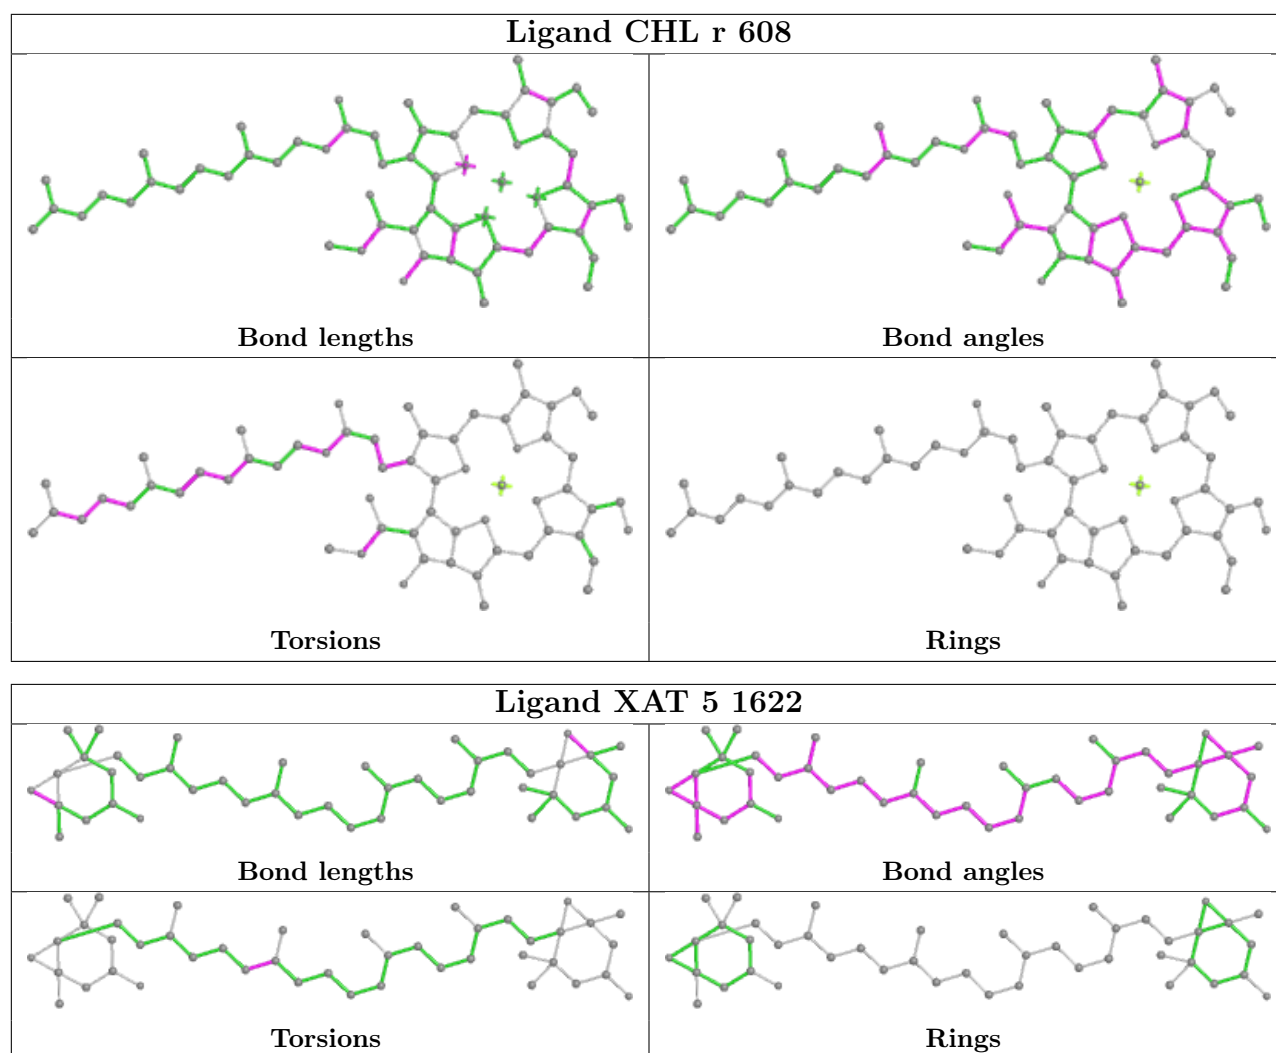 Ligand CHL r 608
Bond lengths
Bond angles
Torsions
Rings
Ligand XAT 5 1622
Bond lengths
Bond angles
Torsions
Rings